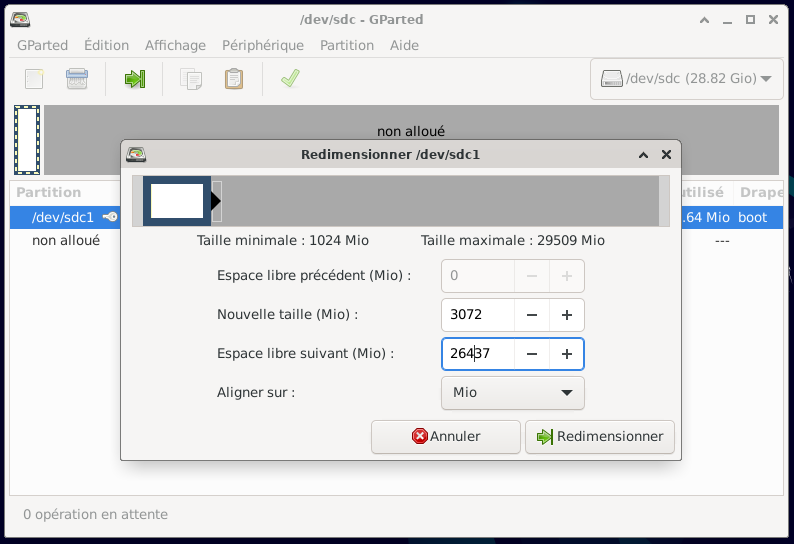 /dev/sdc - GParted
GParted Édition Affichage Périphérique Partition Aide
/dev/sdc (28.82 Gio)
non alloué
Redimensionner /dev/sdc1
Partition utilisé Drape
/dev/sdc1 .64 Mio boot
non alloué ---
Taille minimale : 1024 Mio Taille maximale : 29509 Mio
Espace libre précédent (Mio) : 0
Nouvelle taille (Mio) : 3072
Espace libre suivant (Mio) : 26437
Aligner sur : Mio
Annuler Redimensionner
0 opération en attente